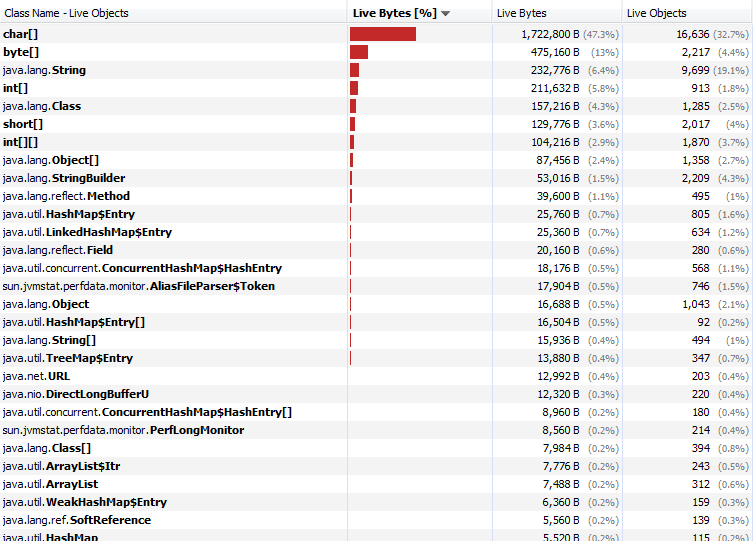 Class Name - Live Objects Live Bytes [%] Live Bytes Live Objects
char[] 1,722,800 B (47.3%) 16,636 (32.7%)
byte[] 475,160 B (13%) 2,217 (4.4%)
java.lang.String 232,776 B (6.4%) 9,699 (19.1%)
int[] 211,632 B (5.8%) 913 (1.8%)
java.lang.Class 157,216 B (4.3%) 1,285 (2.5%)
short[] 129,776 B (3.6%) 2,017 (4%)
int[][] 104,216 B (2.9%) 1,870 (3.7%)
java.lang.Object[] 87,456 B (2.4%) 1,358 (2.7%)
java.lang.StringBuilder 53,016 B (1.5%) 2,209 (4.3%)
java.lang.reflect.Method 39,600 B (1.1%) 495 (1%)
java.util.HashMap$Entry 25,760 B (0.7%) 805 (1.6%)
java.util.LinkedHashMap$Entry 25,360 B (0.7%) 634 (1.2%)
java.lang.reflect.Field 20,160 B (0.6%) 280 (0.6%)
java.util.concurrent.ConcurrentHashMap$HashEntry 18,176 B (0.5%) 568 (1.1%)
sun.jvmstat.perfdata.monitor.AliasFileParser$Token 17,904 B (0.5%) 746 (1.5%)
java.lang.Object 16,688 B (0.5%) 1,043 (2.1%)
java.util.HashMap$Entry[] 16,504 B (0.5%) 92 (0.2%)
java.lang.String[] 15,936 B (0.4%) 494 (1%)
java.util.TreeMap$Entry 13,880 B (0.4%) 347 (0.7%)
java.net.URL 12,992 B (0.4%) 203 (0.4%)
java.nio.DirectLongBufferU 12,320 B (0.3%) 220 (0.4%)
java.util.concurrent.ConcurrentHashMap$HashEntry[] 8,960 B (0.2%) 180 (0.4%)
sun.jvmstat.perfdata.monitor.PerfLongMonitor 8,560 B (0.2%) 214 (0.4%)
java.lang.Class[] 7,984 B (0.2%) 394 (0.8%)
java.util.ArrayList$Itr 7,776 B (0.2%) 243 (0.5%)
java.util.ArrayList 7,488 B (0.2%) 312 (0.6%)
java.util.WeakHashMap$Entry 6,360 B (0.2%) 159 (0.3%)
java.lang.ref.SoftReference 5,560 B (0.2%) 139 (0.3%)
java.util.HashMap 5,520 B (0.2%) 115 (0.2%)